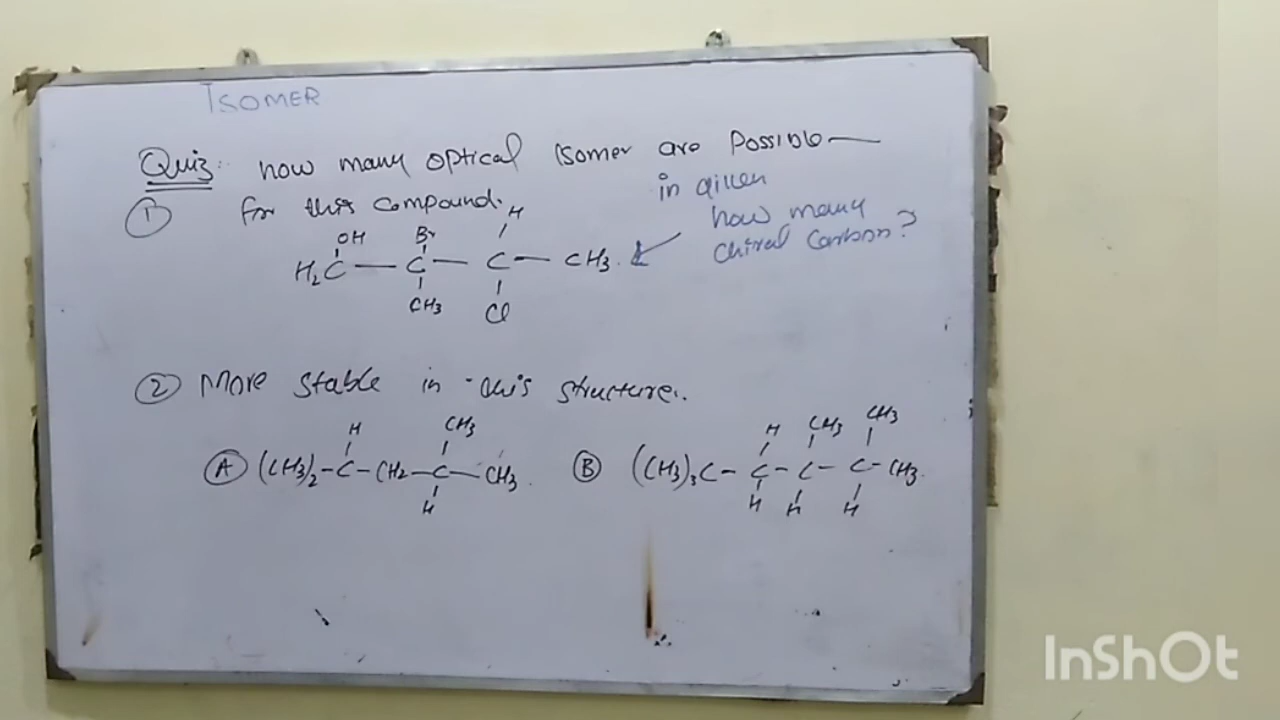 ISOMER
Quiz: how many optical isomer are Possible
① for this compound.
in given
how many
chiral carbon?
H
OH Br
H₂C — C — C — CH₃
CH₃ Cl
② More stable in this structure.
H CH₃ H CH₃ CH₃
Ⓐ (CH₃)₂-C-CH₂-C-CH₃ Ⓑ (CH₃)₃C-C-C-C-CH₃
H H H H
InShOt